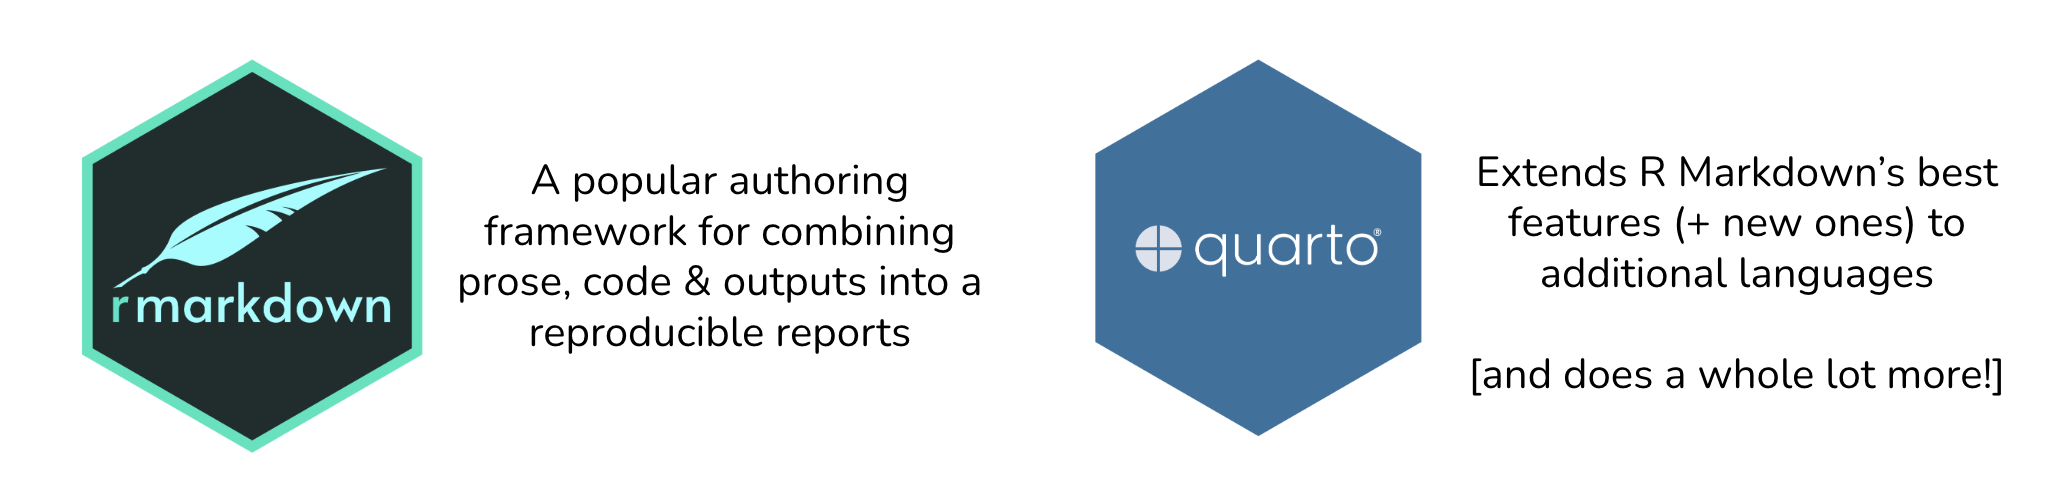 rmarkdown
A popular authoring
framework for combining
prose, code & outputs into a
reproducible reports
quarto®
Extends R Markdown’s best
features (+ new ones) to
additional languages
[and does a whole lot more!]